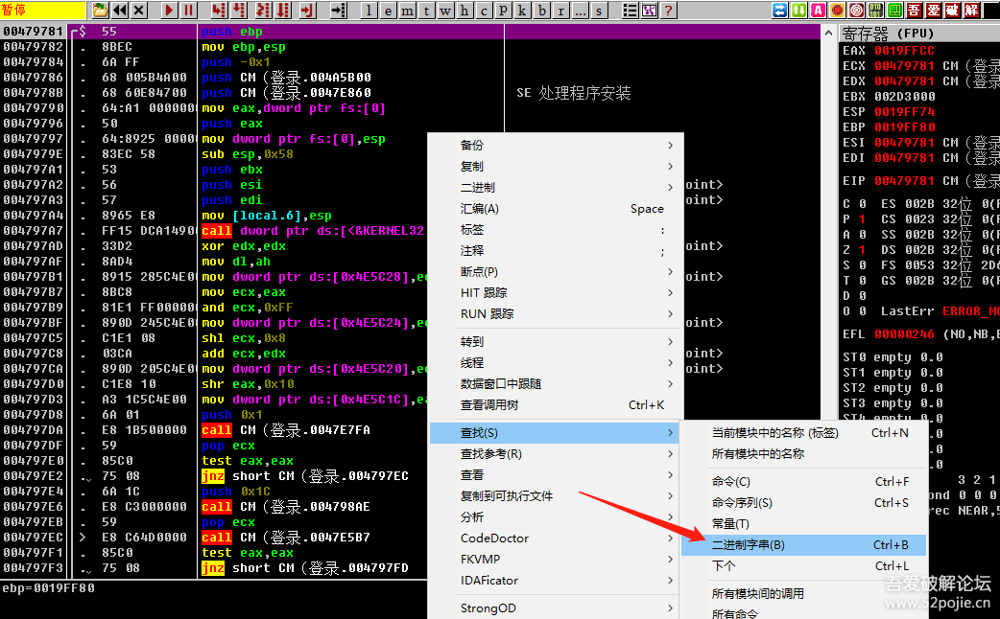 暂停
l e m t w h c p k b r ... s ? 吾 爱 破 解
00479781 $ 55 push ebp
00479782 . 8BEC mov ebp,esp
00479784 . 6A FF push -0x1
00479786 . 68 005B4A00 push CM（登录.004A5B00
0047978B . 68 60E84700 push CM（登录.0047E860 SE 处理程序安装
00479790 . 64:A1 0000000 mov eax,dword ptr fs:[0]
00479796 . 50 push eax
00479797 . 64:8925 0000 mov dword ptr fs:[0],esp
0047979E . 83EC 58 sub esp,0x58
004797A1 . 53 push ebx
004797A2 . 56 push esi oint>
004797A3 . 57 push edi oint>
004797A4 . 8965 E8 mov [local.6],esp
004797A7 . FF15 DCA14900 call dword ptr ds:[<&KERNEL32
004797AD . 33D2 xor edx,edx oint>
004797AF . 8AD4 mov dl,ah
004797B1 . 8915 285C4E00 mov dword ptr ds:[0x4E5C28],ed oint>
004797B7 . 8BC8 mov ecx,eax
004797B9 . 81E1 FF000000 and ecx,0xFF
004797BF . 890D 245C4E00 mov dword ptr ds:[0x4E5C24],ec oint>
004797C5 . C1E1 08 shl ecx,0x8
004797C8 . 03CA add ecx,edx oint>
004797CA . 890D 205C4E00 mov dword ptr ds:[0x4E5C20],ec oint>
004797D0 . C1E8 10 shr eax,0x10
004797D3 . A3 1C5C4E00 mov dword ptr ds:[0x4E5C1C],ea
004797D8 . 6A 01 push 0x1
004797DA . E8 1B500000 call CM（登录.0047E7FA
004797DF . 59 pop ecx
004797E0 . 85C0 test eax,eax
004797E2 . 75 08 jnz short CM（登录.004797EC
004797E4 . 6A 1C push 0x1C
004797E6 . E8 C3000000 call CM（登录.004798AE
004797EB . 59 pop ecx
004797EC > E8 C64D0000 call CM（登录.0047E5B7
004797F1 . 85C0 test eax,eax
004797F3 . 75 08 jnz short CM（登录.004797FD
ebp=0019FF80
备份
复制
二进制
汇编(A) Space
标签 :
注释 ;
断点(P)
HIT 跟踪
RUN 跟踪
转到
线程
数据窗口中跟随
查看调用树 Ctrl+K
查找(S)
查找参考(R)
查看
复制到可执行文件
分析
CodeDoctor
FKVMP
IDAFicator
StrongOD
当前模块中的名称 (标签) Ctrl+N
所有模块中的名称
命令(C) Ctrl+F
命令序列(S) Ctrl+S
常量(T)
二进制字串(B) Ctrl+B
下个 Ctrl+L
所有模块间的调用
所有命令
寄存器 (FPU)
EAX 0019FFCC
ECX 00479781 CM（登录
EDX 00479781 CM（登录
EBX 002D3000
ESP 0019FF74
EBP 0019FF80
ESI 00479781 CM（登录
EDI 00479781 CM（登录
EIP 00479781 CM（登录
C 0 ES 002B 32位 0(F
P 1 CS 0023 32位 0(F
A 0 SS 002B 32位 0(F
Z 1 DS 002B 32位 0(F
S 0 FS 0053 32位 2D6
T 0 GS 002B 32位 0(F
D 0
O 0 LastErr ERROR_MO
EFL 00000246 (NO,NB,E
ST0 empty 0.0
ST1 empty 0.0
ST2 empty 0.0
ST3 empty 0.0
ST4 empty 0.0
.0
.0
.0
3 2 1
ond 0 0 0
rec NEAR,5
吾爱破解论坛
www.52pojie.cn